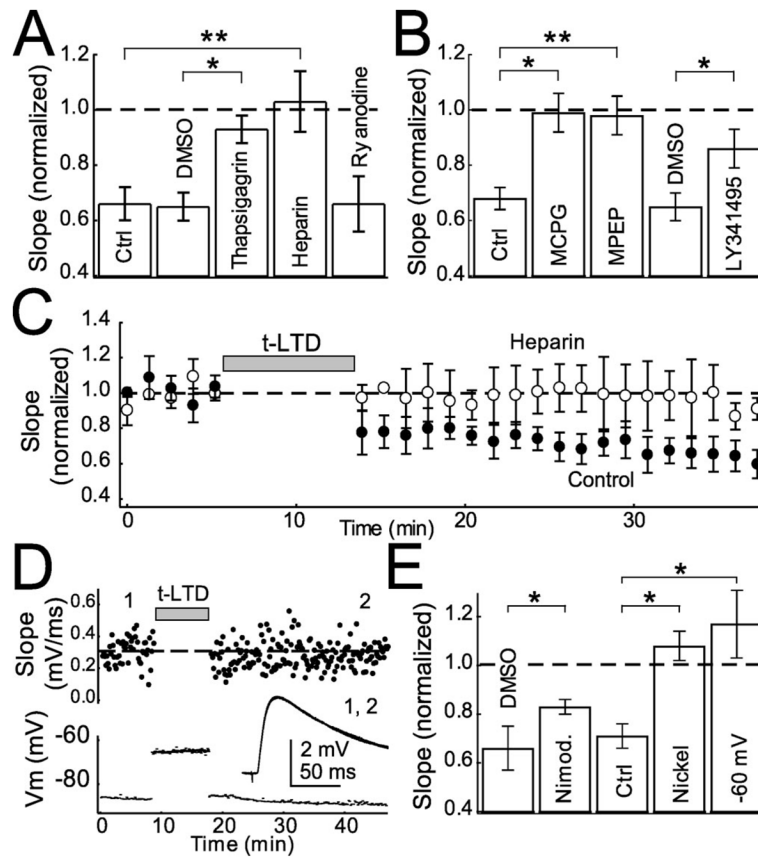 A
**
*
Slope (normalized)
1.2
1.0
0.8
0.6
0.4
Ctrl
DMSO
Thapsigagrin
Heparin
Ryanodine
B
**
*
*
Slope (normalized)
1.2
1.0
0.8
0.6
0.4
Ctrl
MCPG
MPEP
DMSO
LY341495
C
Slope
(normalized)
1.4
1.2
1.0
0.8
0.6
0.4
t-LTD
Heparin
Control
0
10
20
30
Time (min)
D
Slope
(mV/ms)
0.6
0.4
0.2
0.0
1
t-LTD
2
Vm (mV)
-60
-80
1, 2
2 mV
50 ms
0
10
20
30
40
Time (min)
E
*
*
*
Slope (normalized)
1.2
1.0
0.8
0.6
0.4
DMSO
Nimod.
Ctrl
Nickel
-60 mV